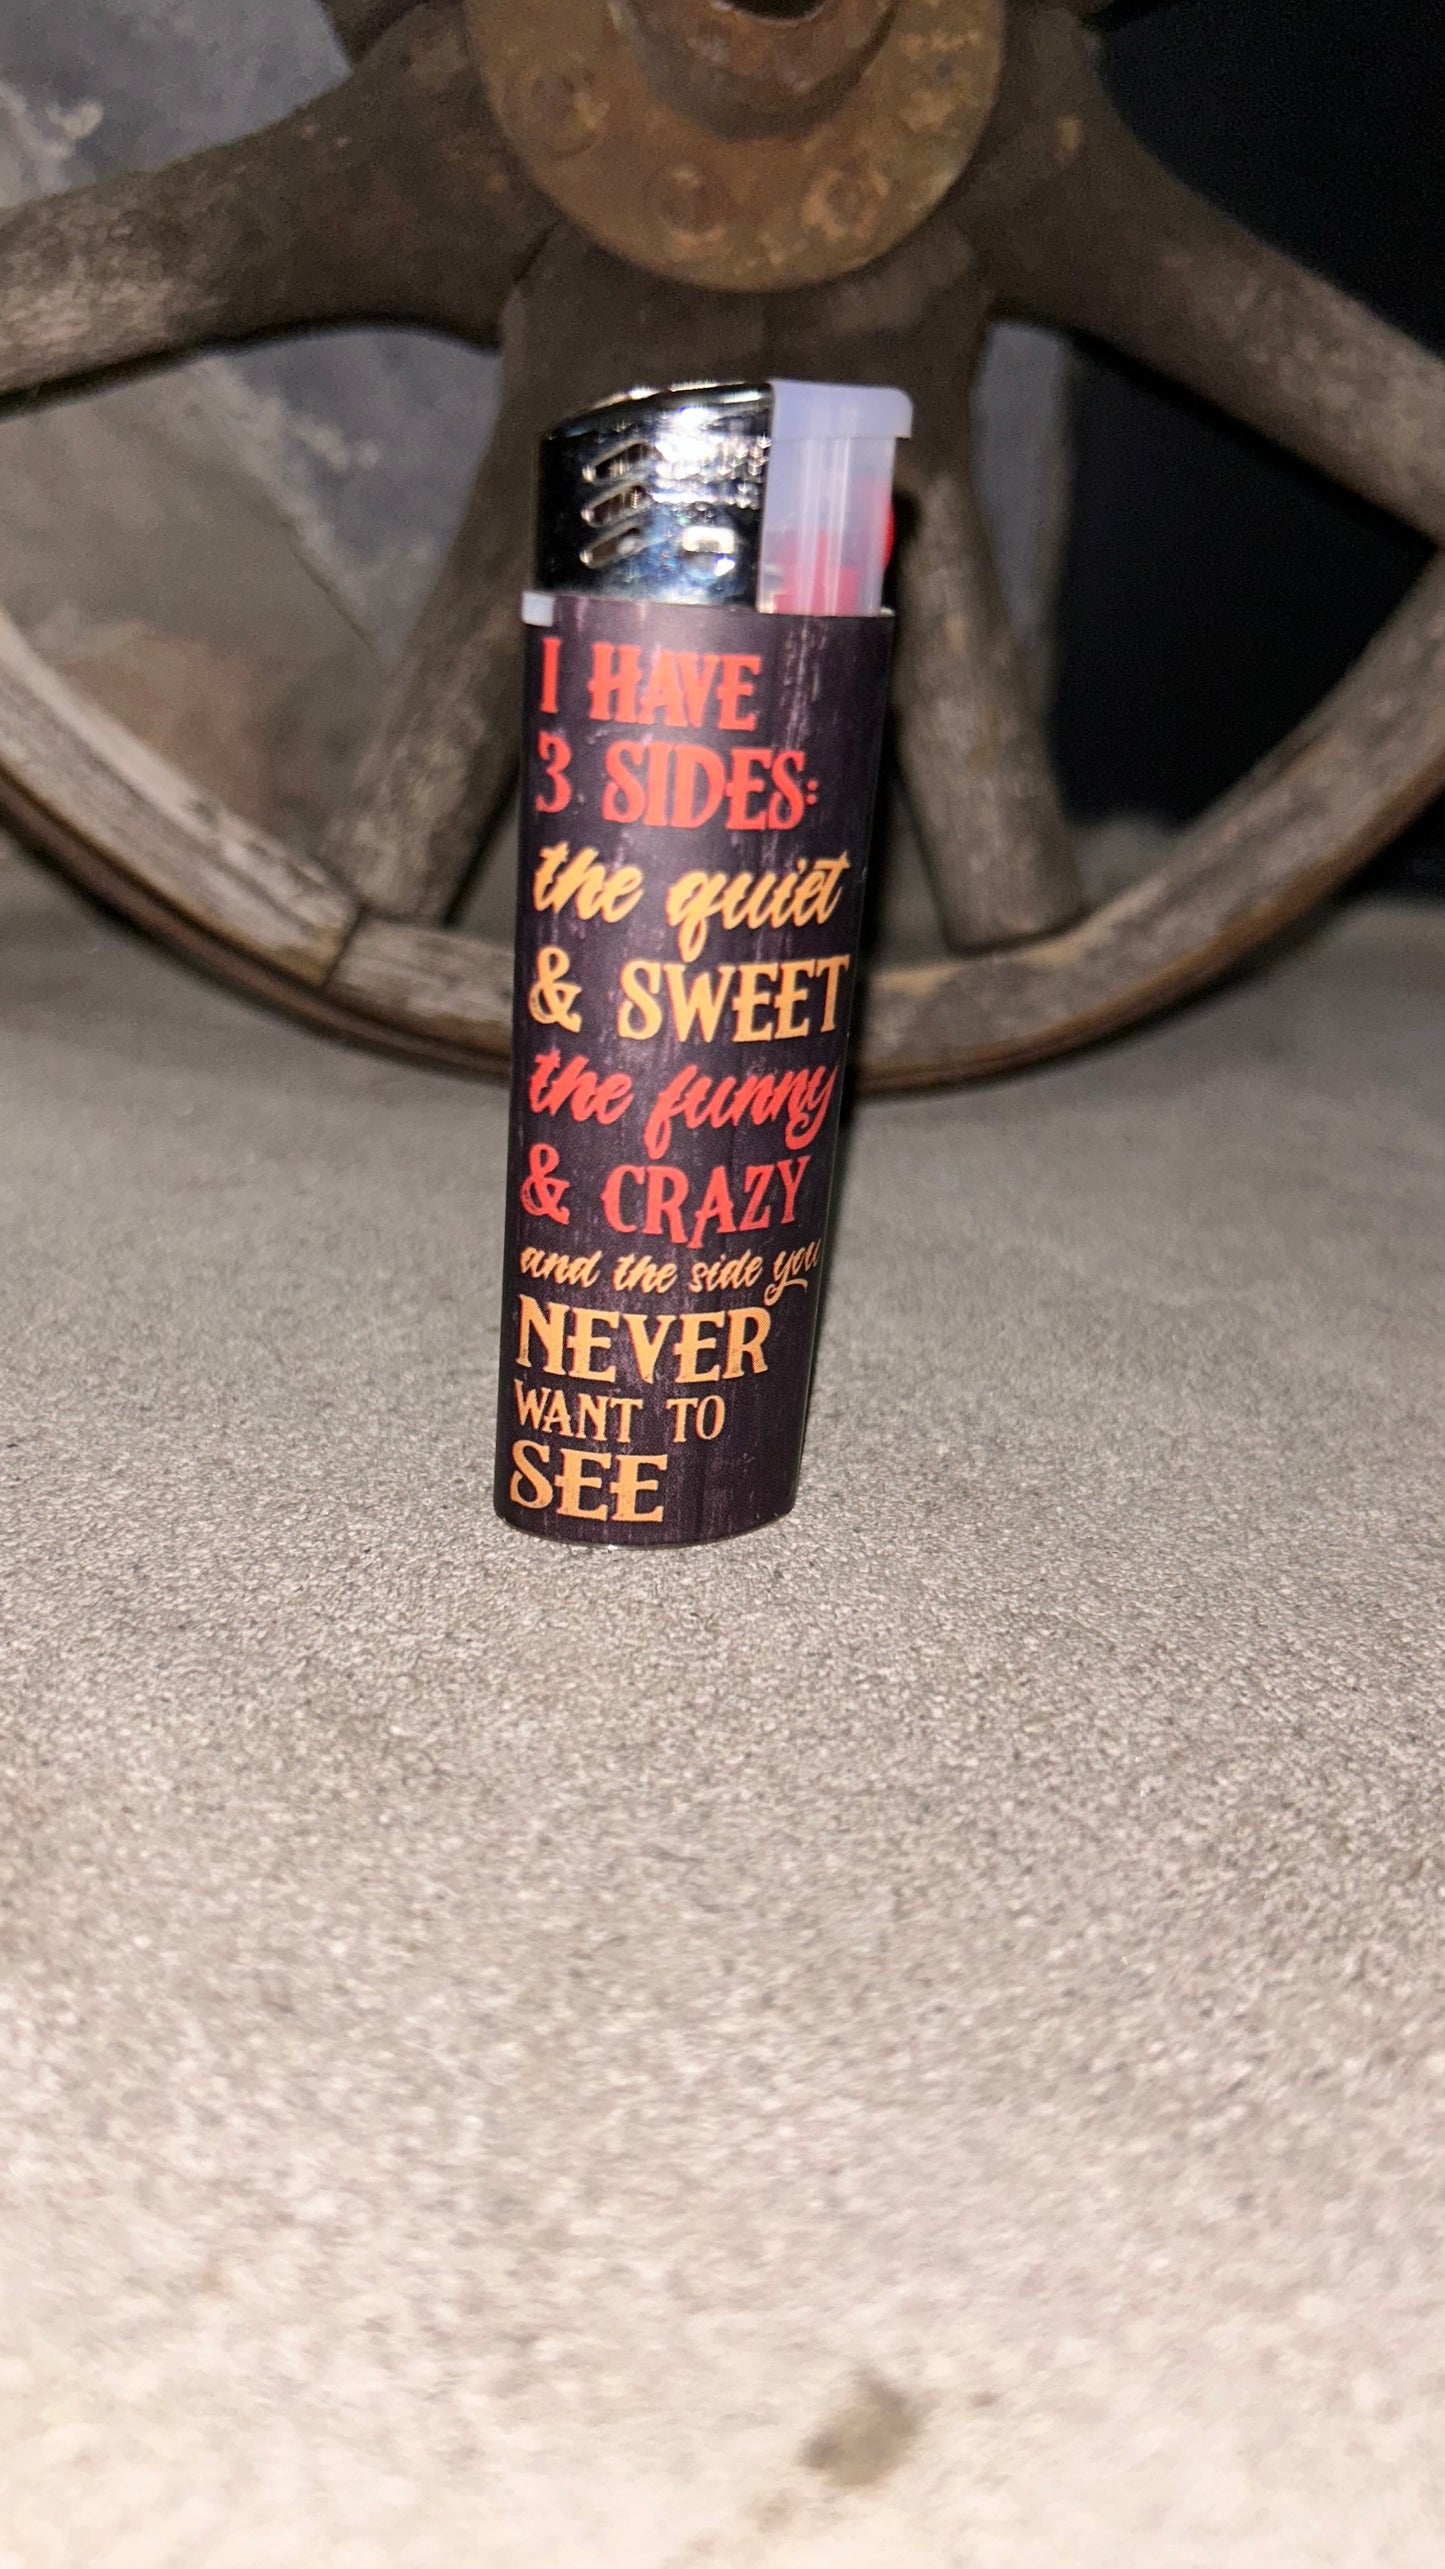 I HAVE
3 SIDES:
the quiet
& SWEET
the funny
& CRAZY
and the side you
NEVER
WANT TO
SEE